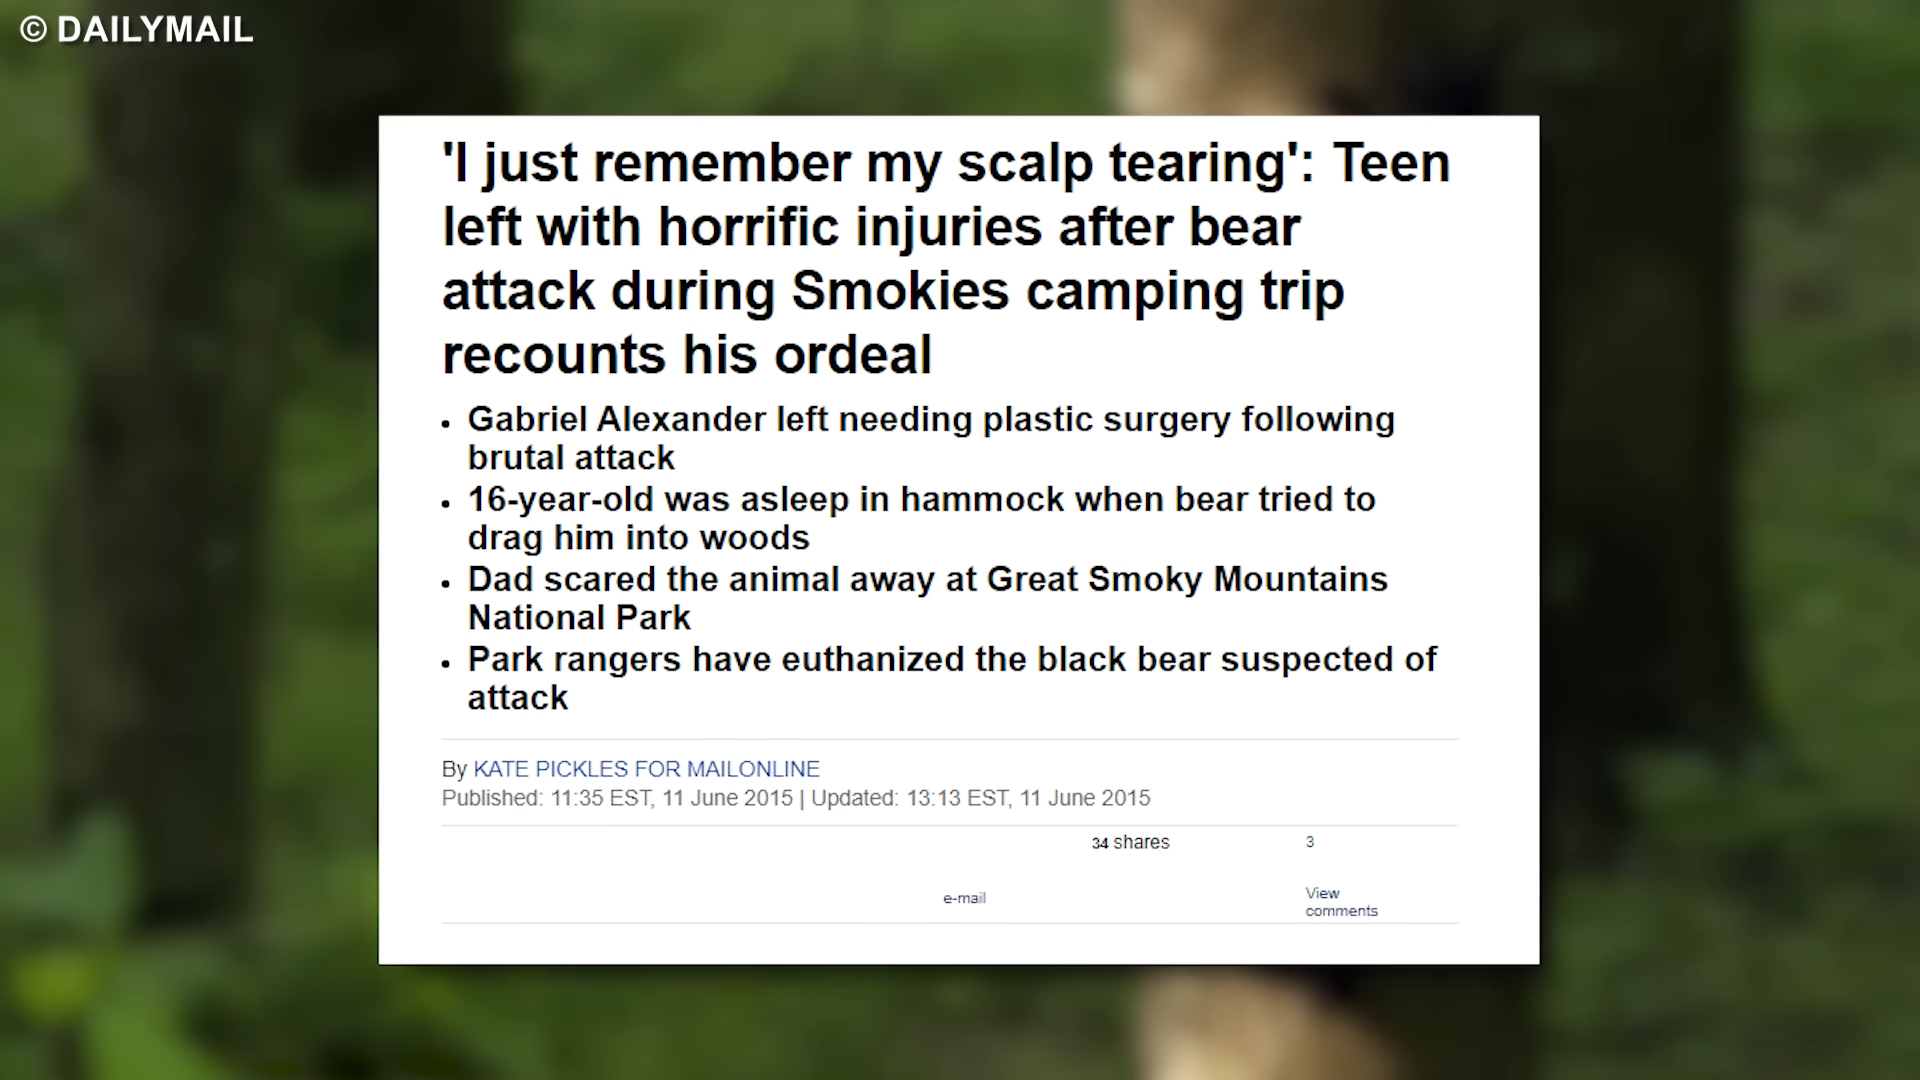 © DAILYMAIL
'I just remember my scalp tearing': Teen
left with horrific injuries after bear
attack during Smokies camping trip
recounts his ordeal
• Gabriel Alexander left needing plastic surgery following
brutal attack
• 16-year-old was asleep in hammock when bear tried to
drag him into woods
• Dad scared the animal away at Great Smoky Mountains
National Park
• Park rangers have euthanized the black bear suspected of
attack
By KATE PICKLES FOR MAILONLINE
Published: 11:35 EST, 11 June 2015 | Updated: 13:13 EST, 11 June 2015
34 shares
3
e-mail
View
comments